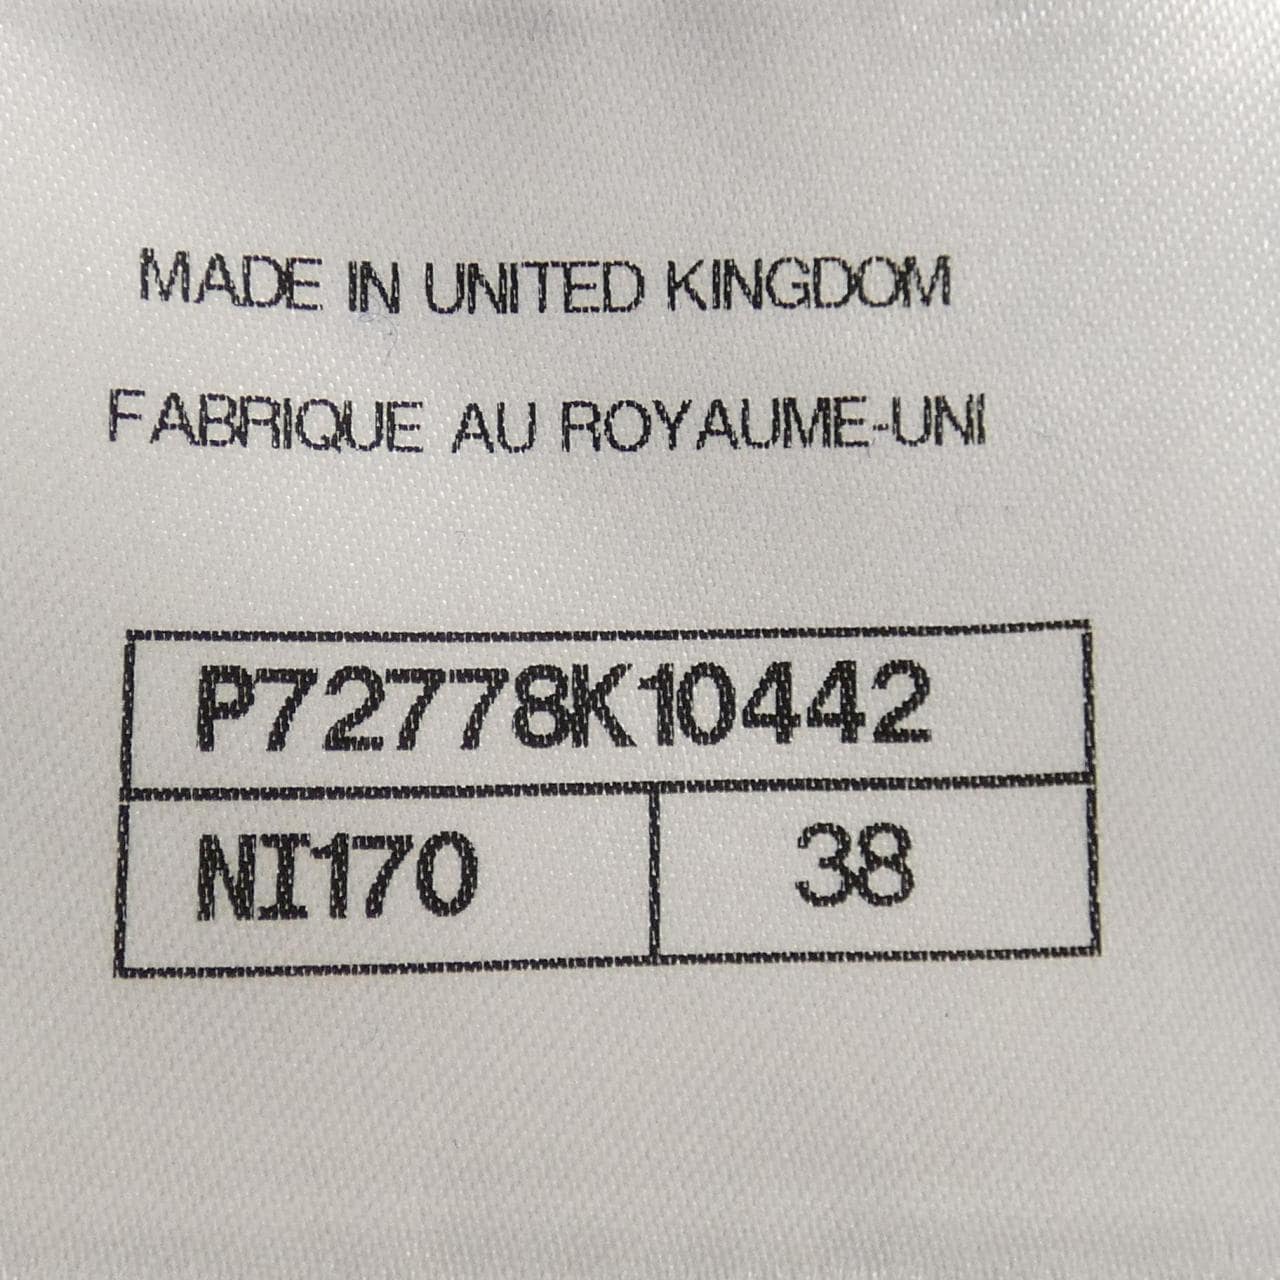 MADE IN UNITED KINGDOM
FABRIQUE AU ROYAUME-UNI
P72778K10442
NI170 38